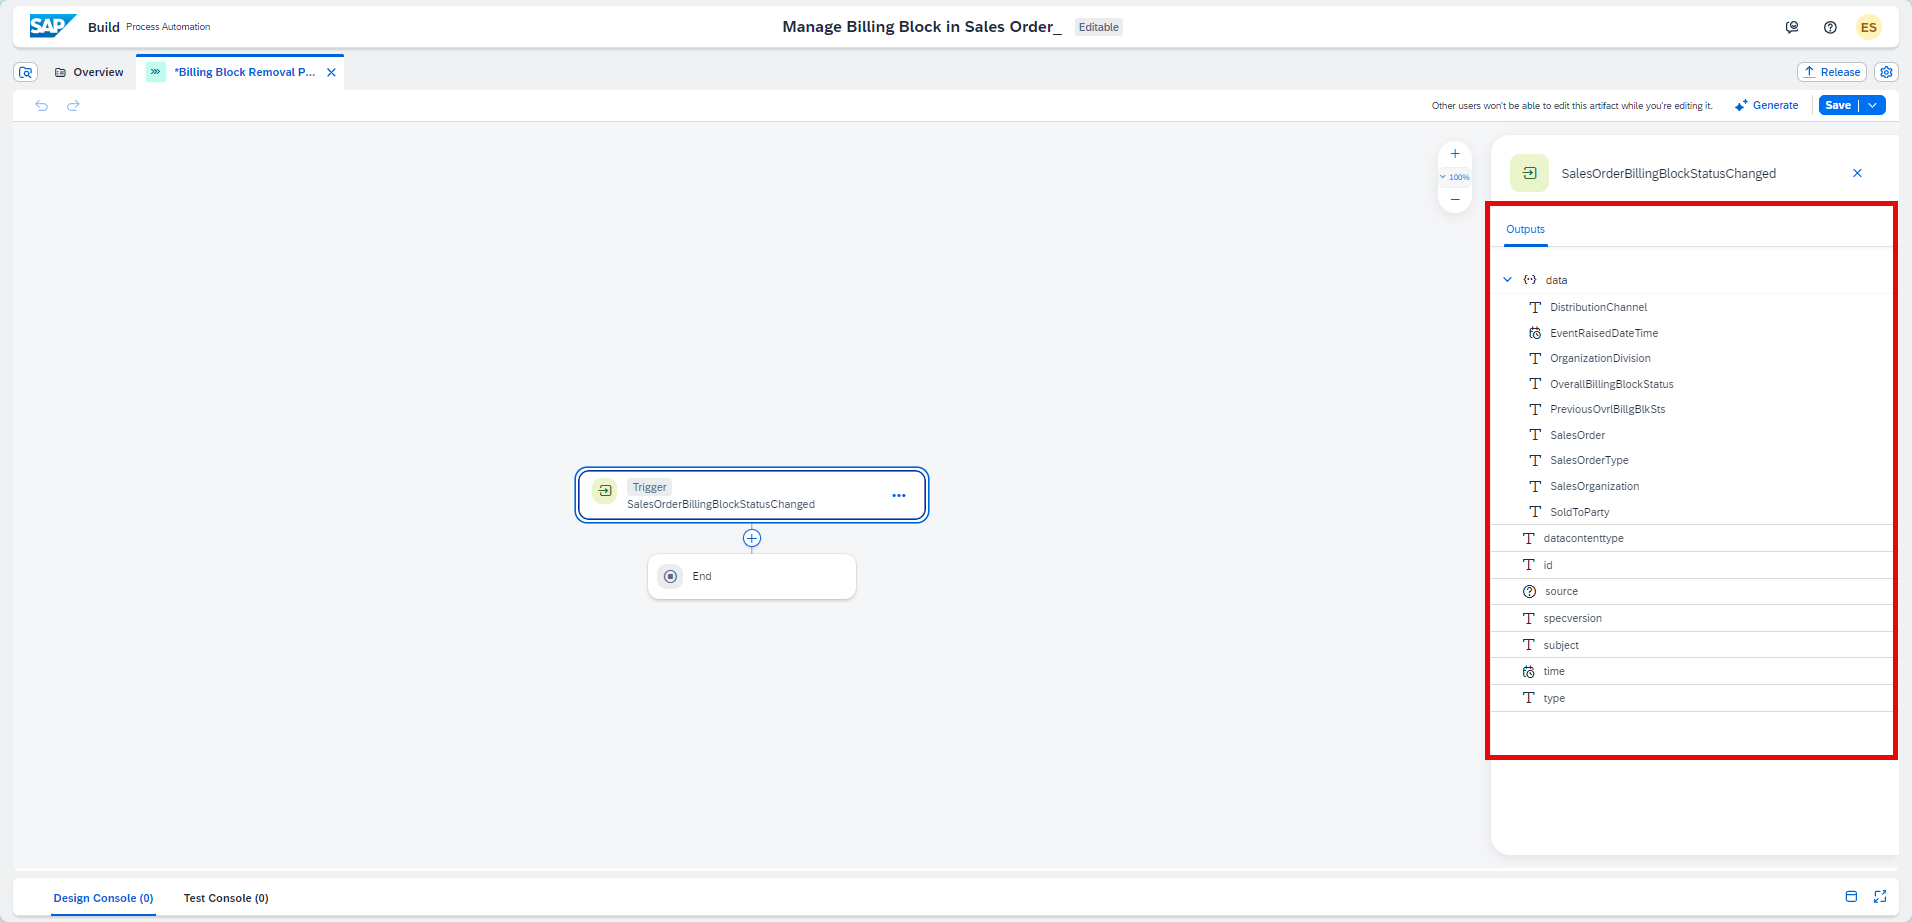 SAP Build Process Automation
Manage Billing Block in Sales Order_ Editable
ES
Overview
*Billing Block Removal P...
Release
Other users won't be able to edit this artifact while you're editing it.
Generate
Save
100%
SalesOrderBillingBlockStatusChanged
Outputs
data
DistributionChannel
EventRaisedDateTime
OrganizationDivision
OverallBillingBlockStatus
PreviousOvrlBillgBlkSts
SalesOrder
SalesOrderType
SalesOrganization
SoldToParty
datacontenttype
id
source
specversion
subject
time
type
Trigger
SalesOrderBillingBlockStatusChanged
End
Design Console (0)
Test Console (0)